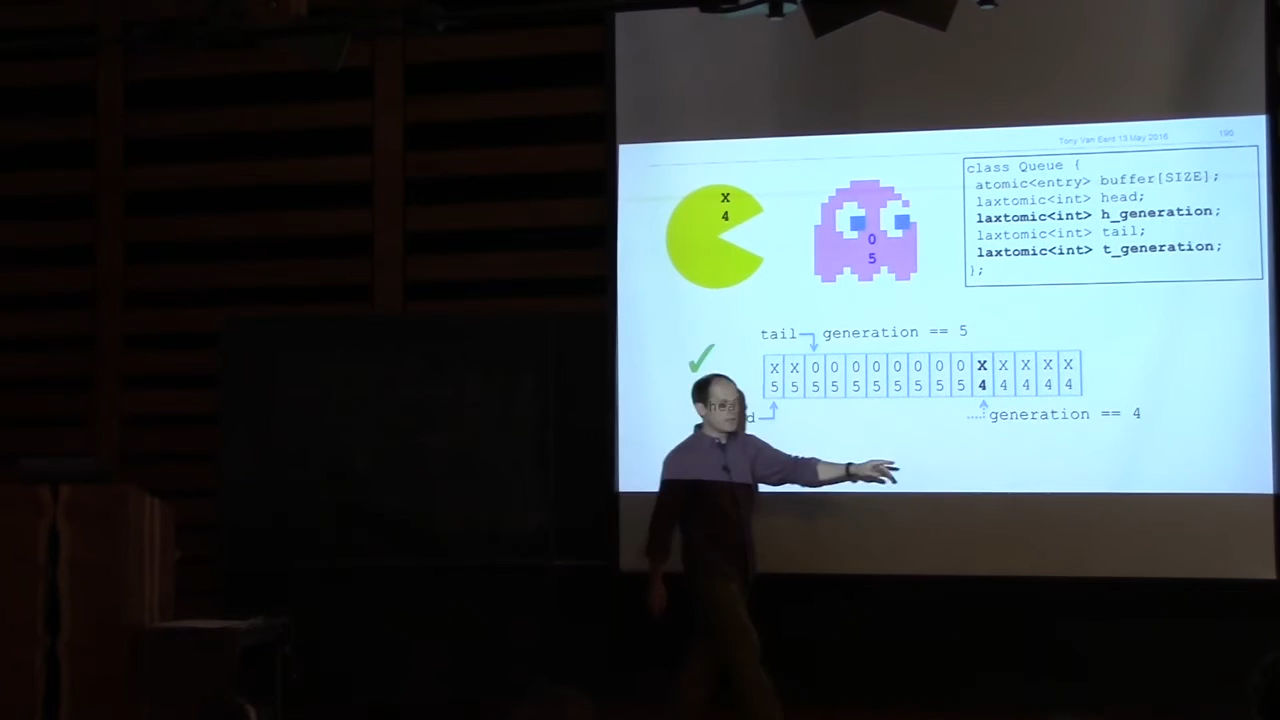 Tony Van Eerd 13 May 2016 190
X
4
0
5
class Queue {
atomic<entry> buffer[SIZE];
laxtomic<int> head;
laxtomic<int> h_generation;
laxtomic<int> tail;
laxtomic<int> t_generation;
};
tail generation == 5
X X 0 0 0 0 0 0 0 0 X X X X X
5 5 5 5 5 5 5 5 5 5 4 4 4 4 4
head
generation == 4